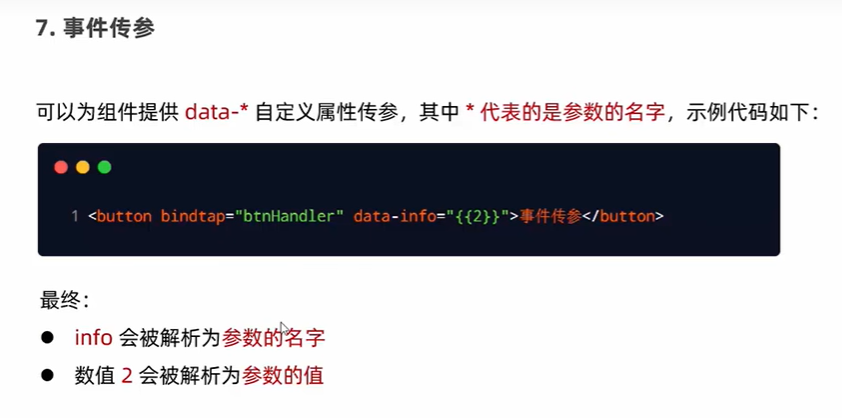 7. 事件传参
可以为组件提供 data-* 自定义属性传参，其中 * 代表的是参数的名字，示例代码如下：
1 <button bindtap="btnHandler" data-info="{{2}}">事件传参</button>
最终：
● info 会被解析为参数的名字
● 数值 2 会被解析为参数的值